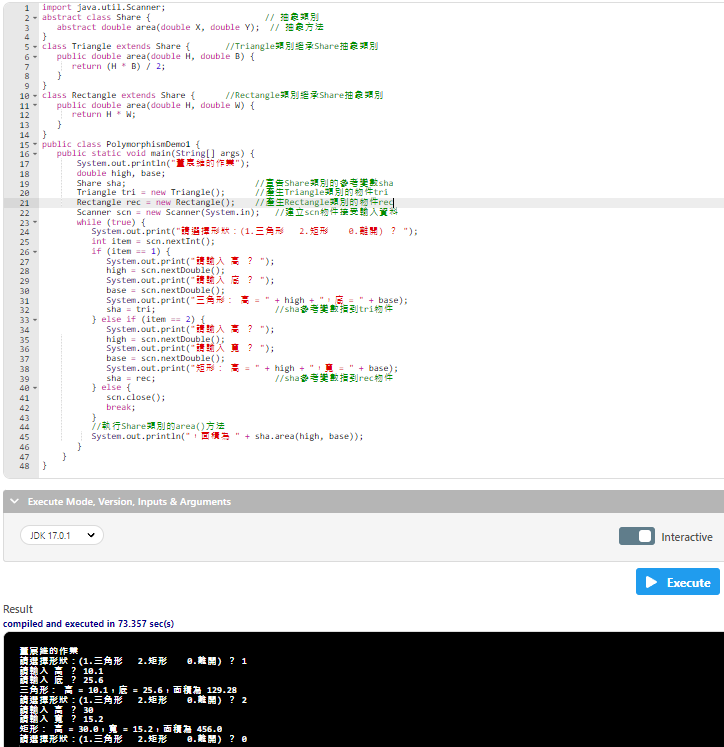 1 import java.util.Scanner;
2 abstract class Share { // 抽象類別
3 abstract double area(double X, double Y); // 抽象方法
4 }
5 class Triangle extends Share { //Triangle類別繼承Share抽象類別
6 public double area(double H, double B) {
7 return (H * B) / 2;
8 }
9 }
10 class Rectangle extends Share { //Rectangle類別繼承Share抽象類別
11 public double area(double H, double W) {
12 return H * W;
13 }
14 }
15 public class PolymorphismDemo1 {
16 public static void main(String[] args) {
17 System.out.println("董宸維的作業");
18 double high, base;
19 Share sha; //宣告Share類別的參考變數sha
20 Triangle tri = new Triangle(); //產生Triangle類別的物件tri
21 Rectangle rec = new Rectangle(); //產生Rectangle類別的物件rec
22 Scanner scn = new Scanner(System.in); //建立scn物件接受輸入資料
23 while (true) {
24 System.out.print("請選擇形狀：(1.三角形 2.矩形 0.離開) ? ");
25 int item = scn.nextInt();
26 if (item == 1) {
27 System.out.print("請輸入 高 ? ");
28 high = scn.nextDouble();
29 System.out.print("請輸入 底 ? ");
30 base = scn.nextDouble();
31 System.out.print("三角形： 高 = " + high + "，底 = " + base);
32 sha = tri; //sha參考變數指到tri物件
33 } else if (item == 2) {
34 System.out.print("請輸入 高 ? ");
35 high = scn.nextDouble();
36 System.out.print("請輸入 寬 ? ");
37 base = scn.nextDouble();
38 System.out.print("矩形： 高 = " + high + "，寬 = " + base);
39 sha = rec; //sha參考變數指到rec物件
40 } else {
41 scn.close();
42 break;
43 }
44 //執行Share類別的area()方法
45 System.out.println("，面積為 " + sha.area(high, base));
46 }
47 }
48 }
Execute Mode, Version, Inputs & Arguments
JDK 17.0.1
Interactive
Execute
Result
compiled and executed in 73.357 sec(s)
董宸維的作業
請選擇形狀：(1.三角形 2.矩形 0.離開) ? 1
請輸入 高 ? 10.1
請輸入 底 ? 25.6
三角形： 高 = 10.1，底 = 25.6，面積為 129.28
請選擇形狀：(1.三角形 2.矩形 0.離開) ? 2
請輸入 高 ? 30
請輸入 寬 ? 15.2
矩形： 高 = 30.0，寬 = 15.2，面積為 456.0
請選擇形狀：(1.三角形 2.矩形 0.離開) ? 0